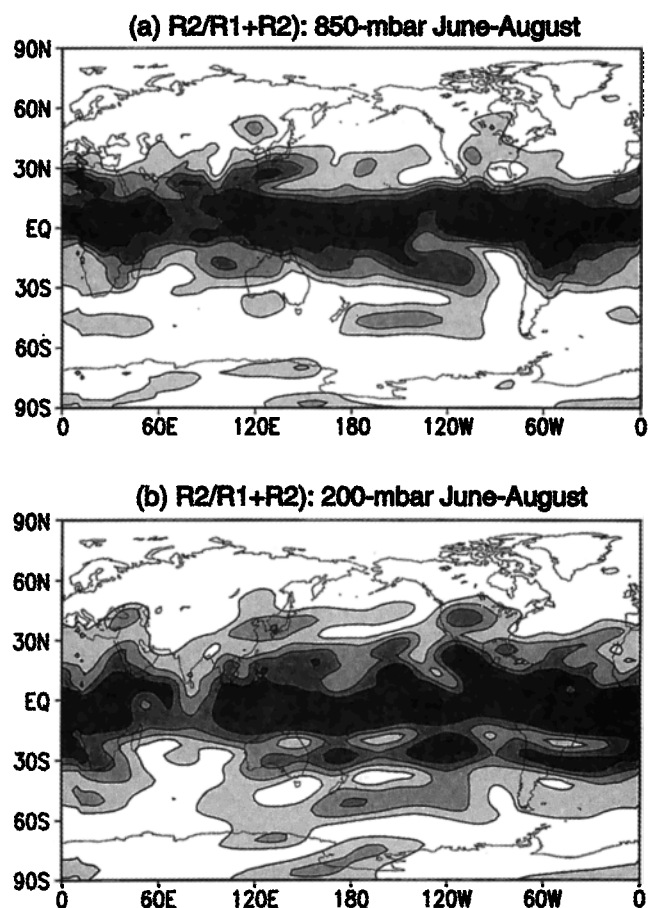 (a) R2/R1+R2): 850-mbar June-August
90N
60N
30N
EQ
30S
60S
90S
0 60E 120E 180 120W 60W 0
(b) R2/R1+R2): 200-mbar June-August
90N
60N
30N
EQ
30S
60S
90S
0 60E 120E 180 120W 60W 0